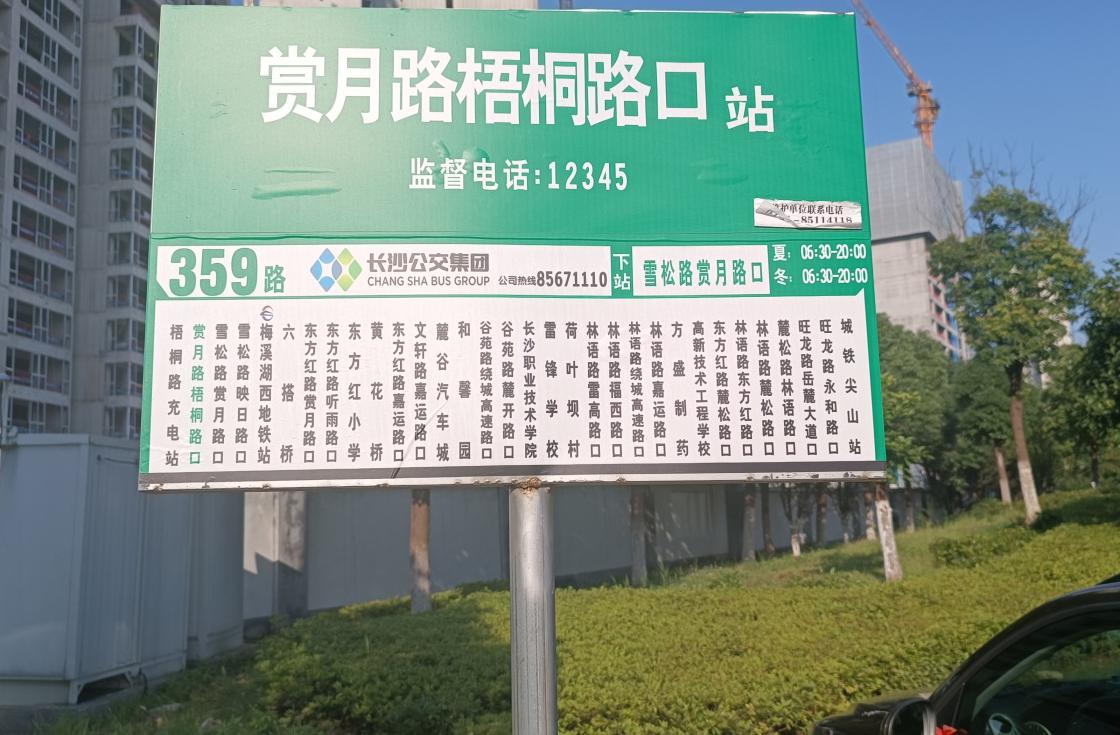 赏月路梧桐路口 站
监督电话:12345
护单位联系电话
-85114118
359路
长沙公交集团
CHANG SHA BUS GROUP
公司热线85671110
下站
雪松路赏月路口
夏: 06:30-20:00
冬: 06:30-20:00
梧桐路充电站
赏月路梧桐路口
雪松路赏月路口
雪松路映日路口
梅溪湖西地铁站
六搭桥
东方红路赏月路口
东方红路听雨路口
东方红小学
黄花桥
东方红路嘉运路口
文轩路嘉运路口
麓谷汽车城
和馨园
谷苑路绕城高速路口
谷苑路麓开路口
长沙职业技术学院
雷锋学校
荷叶坝村
林语路雷高路口
林语路福西路口
林语路绕城高速路口
林语路嘉运路口
方盛制药
高新技术工程学校
东方红路麓松路口
林语路东方红路口
林语路麓松路口
麓松路林语路口
旺龙路岳麓大道口
旺龙路永和路口
城铁尖山站